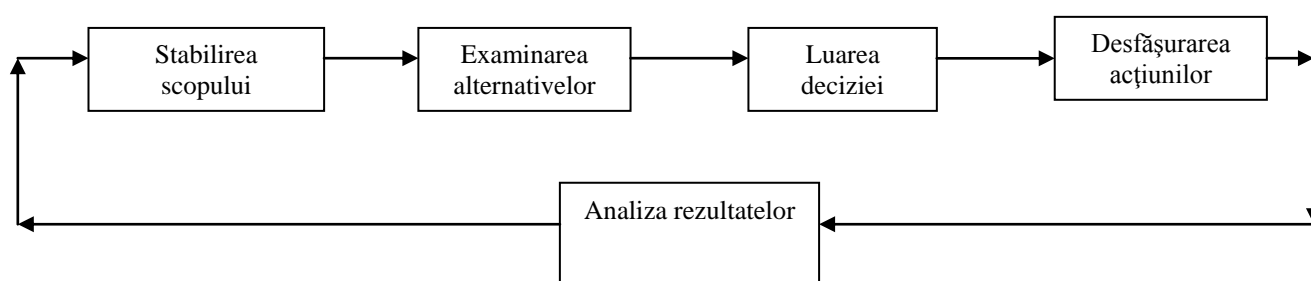 Stabilirea
scopului
Examinarea
alternativelor
Luarea
deciziei
Desfăşurarea
acţiunilor
Analiza rezultatelor